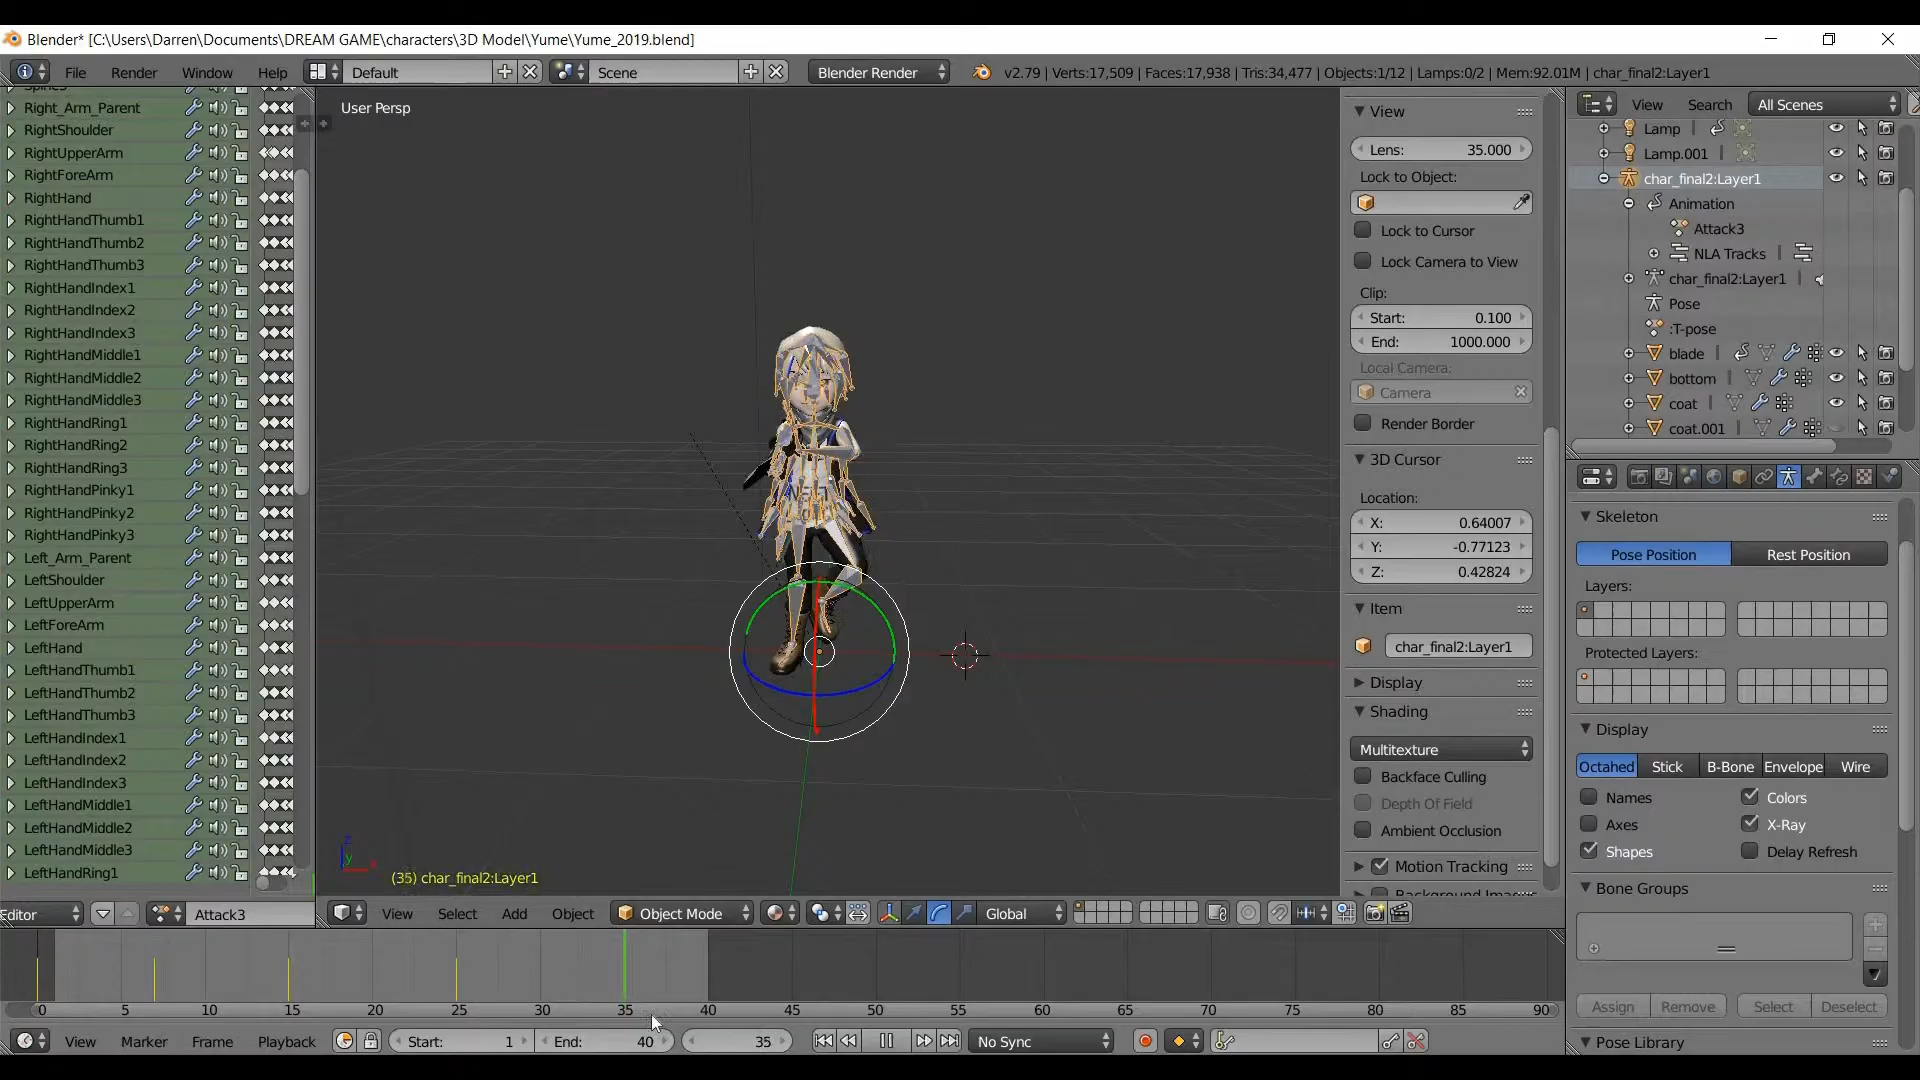 Blender* [C:\Users\Darren\Documents\DREAM GAME\characters\3D Model\Yume\Yume_2019.blend]
File Render Window Help Default Scene Blender Render v2.79 | Verts:17,509 | Faces:17,938 | Tris:34,477 | Objects:1/12 | Lamps:0/2 | Mem:92.01M | char_final2:Layer1
Right_Arm_Parent
RightShoulder
RightUpperArm
RightForeArm
RightHand
RightHandThumb1
RightHandThumb2
RightHandThumb3
RightHandIndex1
RightHandIndex2
RightHandIndex3
RightHandMiddle1
RightHandMiddle2
RightHandMiddle3
RightHandRing1
RightHandRing2
RightHandRing3
RightHandPinky1
RightHandPinky2
RightHandPinky3
Left_Arm_Parent
LeftShoulder
LeftUpperArm
LeftForeArm
LeftHand
LeftHandThumb1
LeftHandThumb2
LeftHandThumb3
LeftHandIndex1
LeftHandIndex2
LeftHandIndex3
LeftHandMiddle1
LeftHandMiddle2
LeftHandMiddle3
LeftHandRing1
Attack3
User Persp
z
y
(35) char_final2:Layer1
View Select Add Object Object Mode Global
View
Lens: 35.000
Lock to Object:
Lock to Cursor
Lock Camera to View
Clip:
Start: 0.100
End: 1000.000
Local Camera:
Camera
Render Border
3D Cursor
Location:
X: 0.64007
Y: -0.77123
Z: 0.42824
Item
char_final2:Layer1
Display
Shading
Multitexture
Backface Culling
Depth Of Field
Ambient Occlusion
Motion Tracking
View Search All Scenes
Lamp
Lamp.001
char_final2:Layer1
Animation
Attack3
NLA Tracks
char_final2:Layer1
Pose
:T-pose
blade
bottom
coat
coat.001
Skeleton
Pose Position Rest Position
Layers:
Protected Layers:
Display
Octahed Stick B-Bone Envelope Wire
Names Colors
Axes X-Ray
Shapes Delay Refresh
Bone Groups
Assign Remove Select Deselect
Pose Library
0 5 10 15 20 25 30 35 40 45 50 55 60 65 70 75 80 85 90
View Marker Frame Playback Start: 1 End: 40 35 No Sync